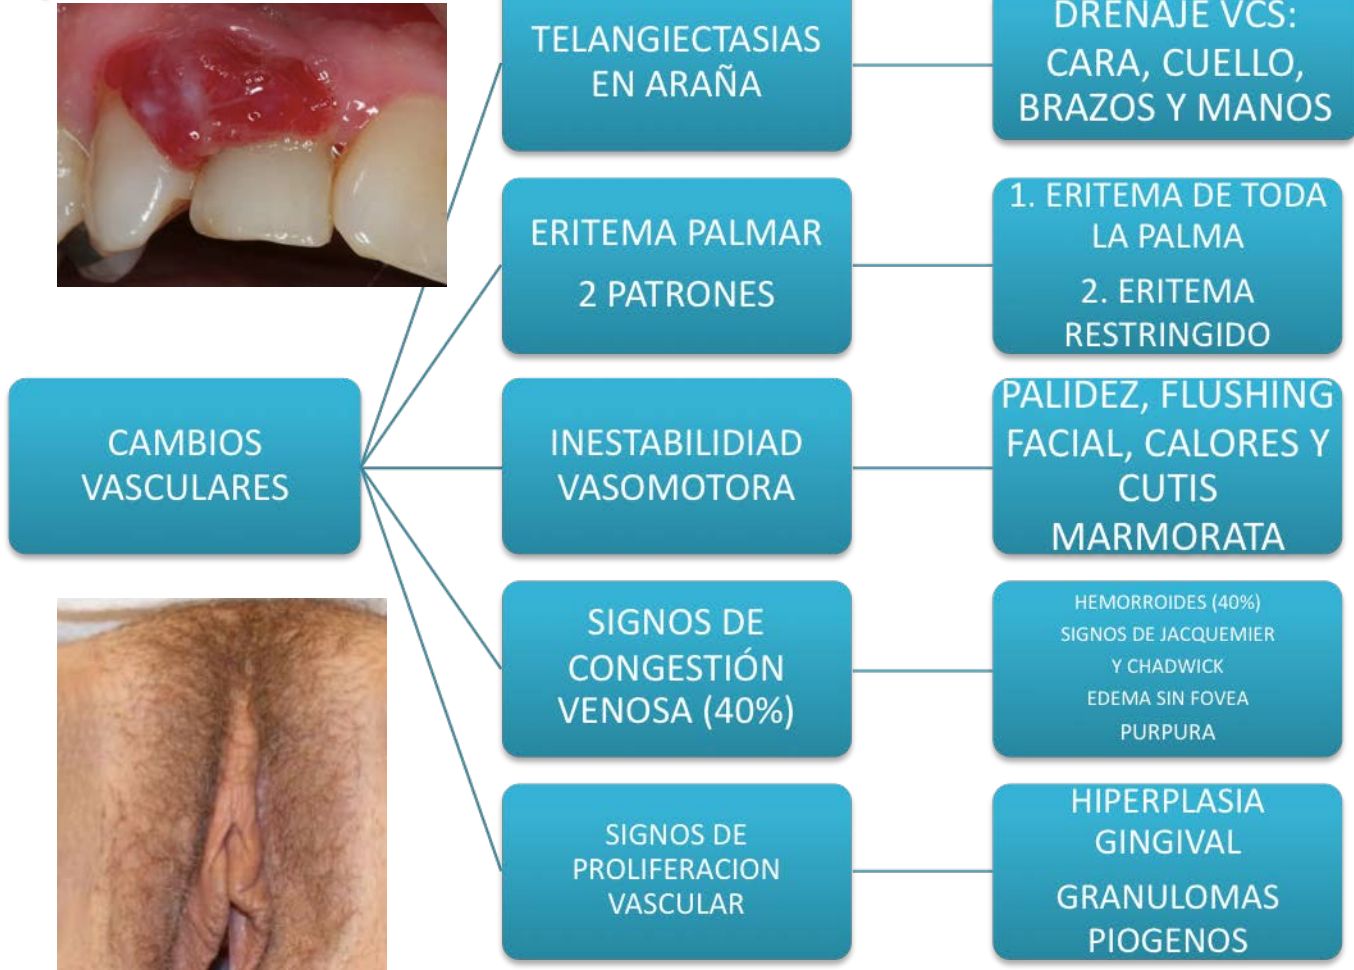 CAMBIOS
VASCULARES
TELANGIECTASIAS
EN ARAÑA
DRENAJE VCS:
CARA, CUELLO,
BRAZOS Y MANOS
ERITEMA PALMAR
2 PATRONES
1. ERITEMA DE TODA
LA PALMA
2. ERITEMA
RESTRINGIDO
INESTABILIDIAD
VASOMOTORA
PALIDEZ, FLUSHING
FACIAL, CALORES Y
CUTIS
MARMORATA
SIGNOS DE
CONGESTIÓN
VENOSA (40%)
HEMORROIDES (40%)
SIGNOS DE JACQUEMIER
Y CHADWICK
EDEMA SIN FOVEA
PURPURA
SIGNOS DE
PROLIFERACION
VASCULAR
HIPERPLASIA
GINGIVAL
GRANULOMAS
PIOGENOS